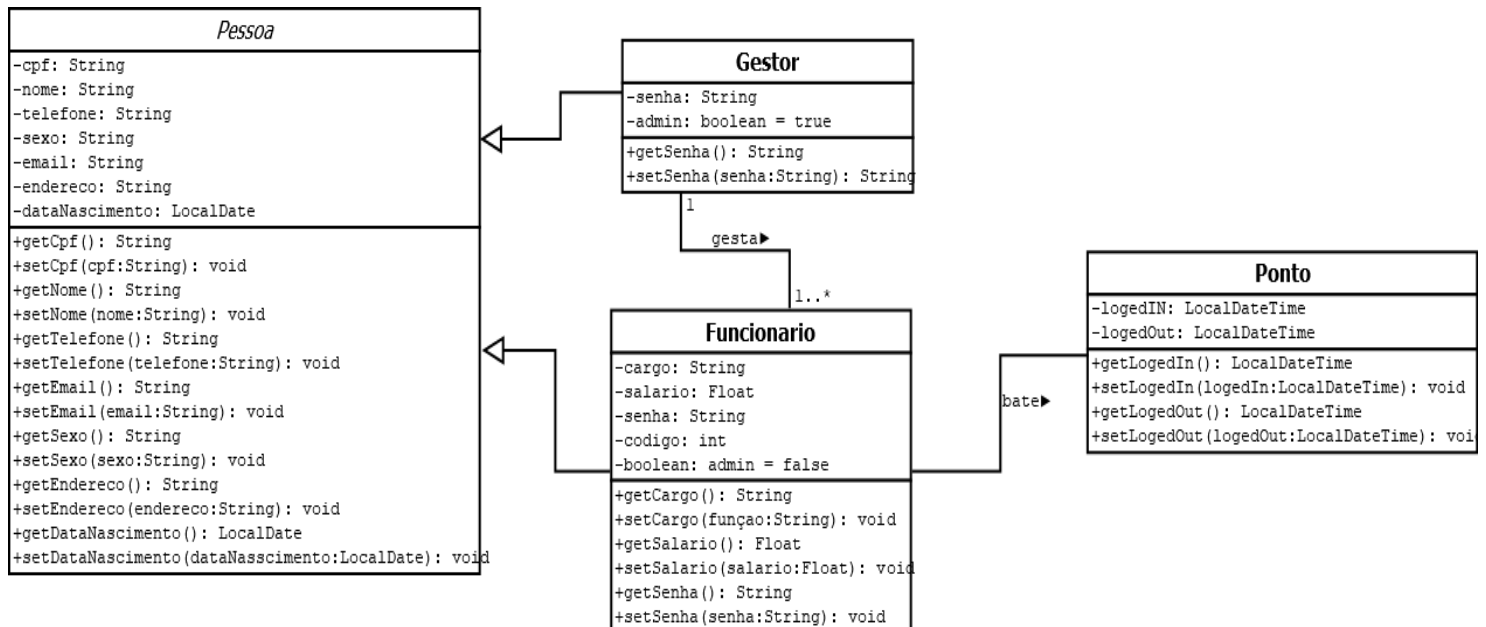 Pessoa
-cpf: String
-nome: String
-telefone: String
-sexo: String
-email: String
-endereco: String
-dataNascimento: LocalDate
+getCpf(): String
+setCpf(cpf:String): void
+getNome(): String
+setNome(nome:String): void
+getTelefone(): String
+setTelefone(telefone:String): void
+getEmail(): String
+setEmail(email:String): void
+getSexo(): String
+setSexo(sexo:String): void
+getEndereco(): String
+setEndereco(endereco:String): void
+getDataNascimento(): LocalDate
+setDataNascimento(dataNasscimento:LocalDate): void
Gestor
-senha: String
-admin: boolean = true
+getSenha(): String
+setSenha(senha:String): String
1
gesta▶
1..*
Funcionario
-cargo: String
-salario: Float
-senha: String
-codigo: int
-boolean: admin = false
+getCargo(): String
+setCargo(funçao:String): void
+getSalario(): Float
+setSalario(salario:Float): void
+getSenha(): String
+setSenha(senha:String): void
bate▶
Ponto
-logedIN: LocalDateTime
-logedOut: LocalDateTime
+getLogedIn(): LocalDateTime
+setLogedIn(logedIn:LocalDateTime): void
+getLogedOut(): LocalDateTime
+setLogedOut(logedOut:LocalDateTime): voi